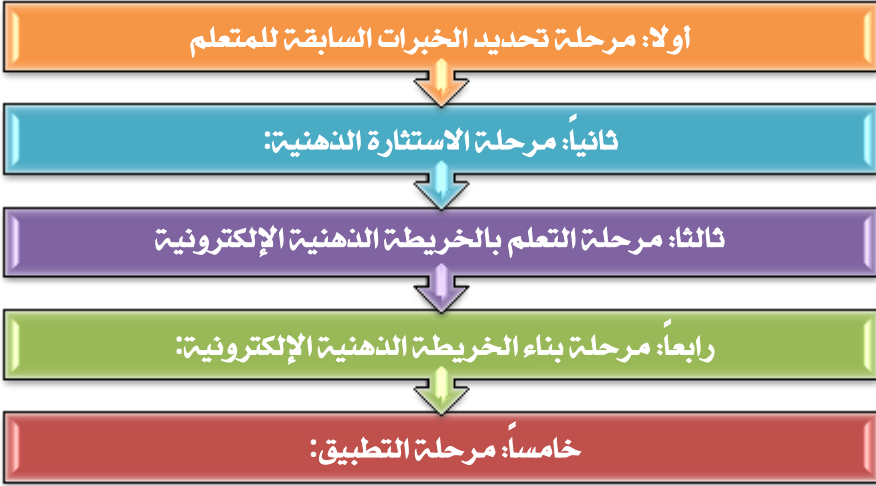 أولا: مرحلة تحديد الخبرات السابقة للمتعلم
ثانياً: مرحلة الاستثارة الذهنية:
ثالثا: مرحلة التعلم بالخريطة الذهنية الإلكترونية
رابعاً: مرحلة بناء الخريطة الذهنية الإلكترونية:
خامساً: مرحلة التطبيق: